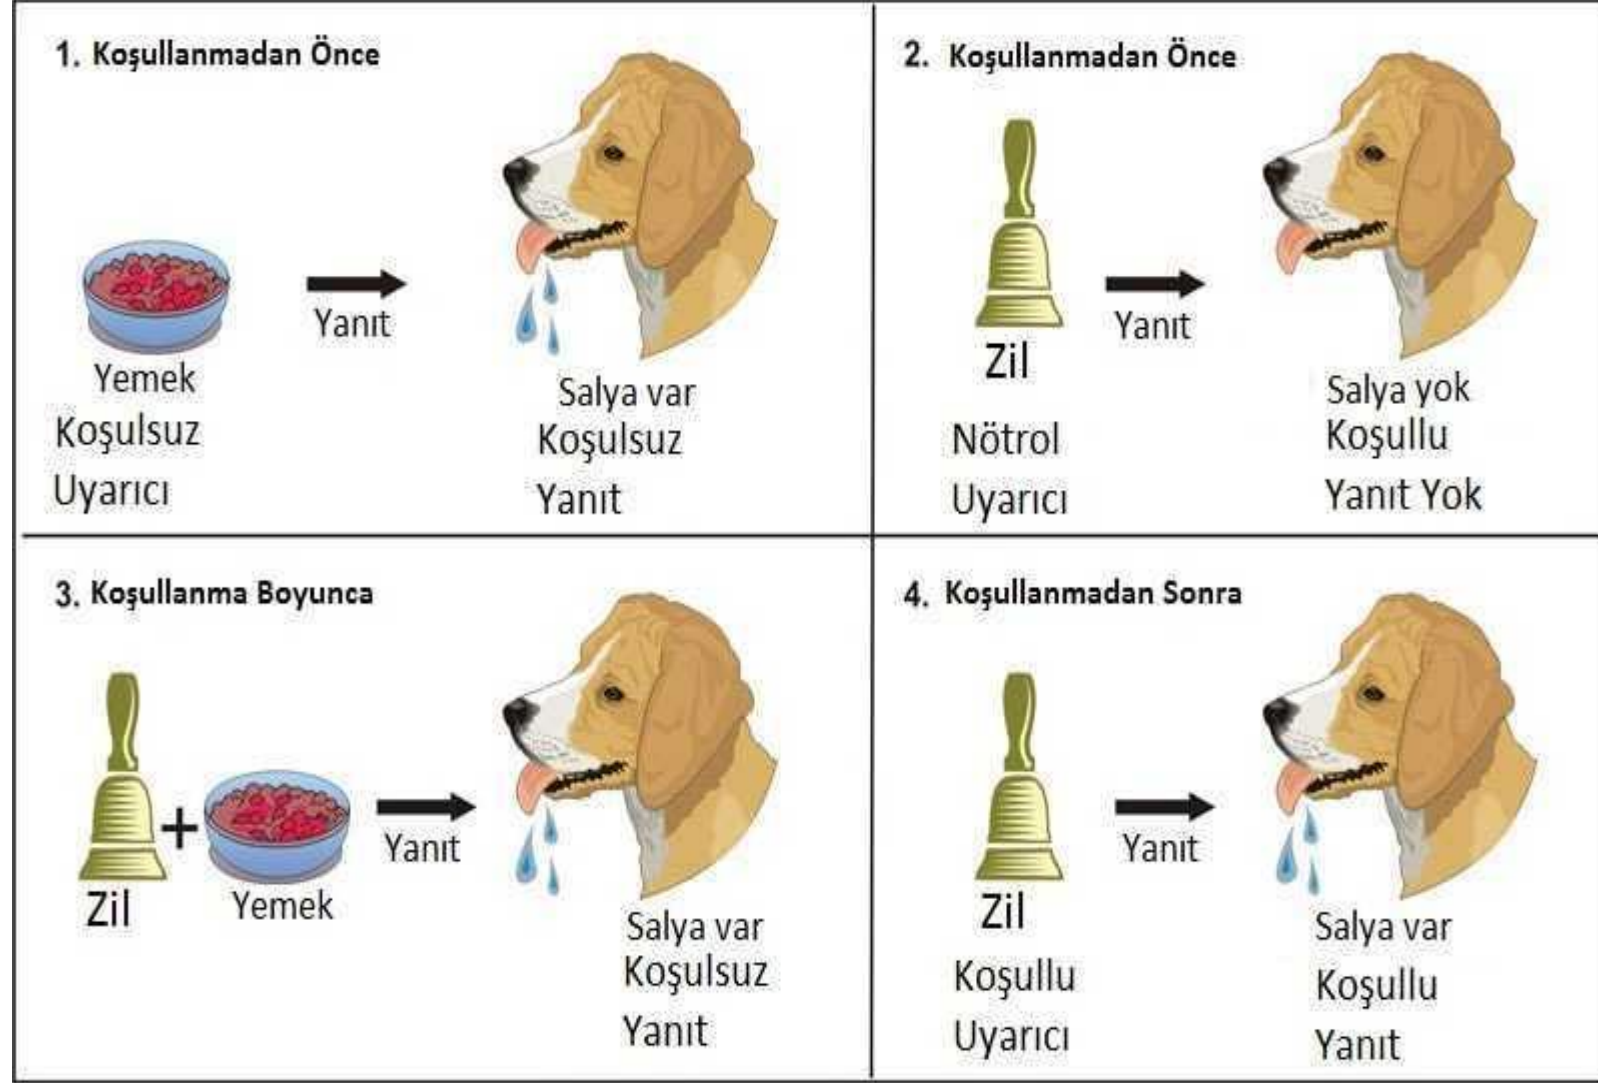 1. Koşullanmadan Önce
Yanıt
Yemek
Koşulsuz
Uyarıcı
Salya var
Koşulsuz
Yanıt
2. Koşullanmadan Önce
Yanıt
Zil
Nötrol
Uyarıcı
Salya yok
Koşullu
Yanıt Yok
3. Koşullanma Boyunca
+
Yanıt
Zil
Yemek
Salya var
Koşulsuz
Yanıt
4. Koşullanmadan Sonra
Yanıt
Zil
Koşullu
Uyarıcı
Salya var
Koşullu
Yanıt